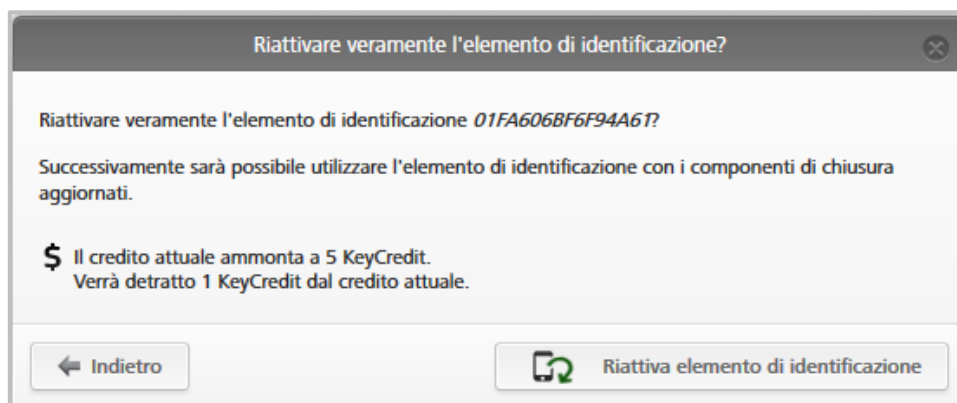 Riattivare veramente l'elemento di identificazione?
Riattivare veramente l'elemento di identificazione 01FA606BF6F94A61?
Successivamente sarà possibile utilizzare l'elemento di identificazione con i componenti di chiusura
aggiornati.
$ Il credito attuale ammonta a 5 KeyCredit.
Verrà detratto 1 KeyCredit dal credito attuale.
Indietro
Riattiva elemento di identificazione